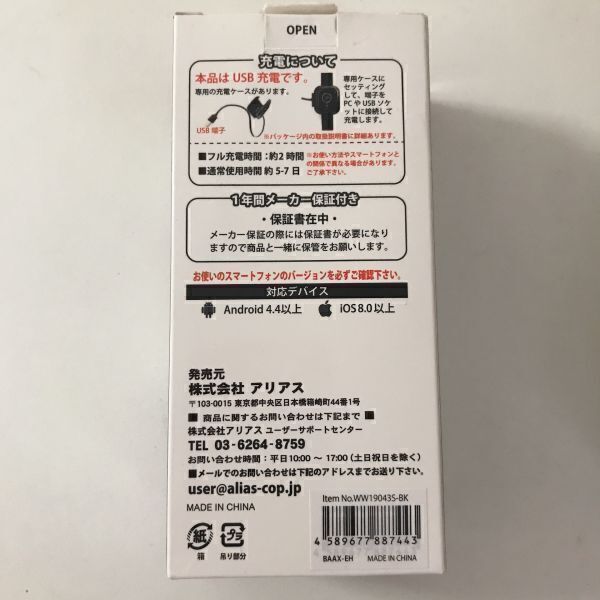 OPEN
充電について
本品は USB 充電です。
専用の充電ケースがあります。
USB 端子
専用ケースに
セッティング
して、端子を
PC や USB ソケ
ットに接続して
充電します。
※パッケージ内の取扱説明書に詳細あります。
■フル充電時間：約2 時間
■通常使用時間 約 5-7 日
※お使い方法やスマートフォンと
の関係で異なる場合があります。
ご了承下さい。
1年間メーカー保証付き
・保証書在中・
メーカー保証の際には保証書が必要になり
ますので商品と一緒に保管をお願いします。
お使いのスマートフォンのバージョンを必ずご確認下さい。
対応デバイス
Android 4.4以上
iOS 8.0 以上
発売元
株式会社 アリアス
〒103-0015 東京都中央区日本橋箱崎町44番1号
商品に関するお問い合わせは下記まで
株式会社アリアス ユーザーサポートセンター
TEL 03-6264-8759
お問い合わせ時間：平日10:00 ～ 17:00（土日祝日を除く）
■メールでのお問い合わせは下記のアドレスまでお送り下さい。
user@alias-cop.jp
MADE IN CHINA
紙
箱
プラ
吊り部分
Item No.WW19043S-BK
4 589677 887443
BAAX-EH
MADE IN CHINA